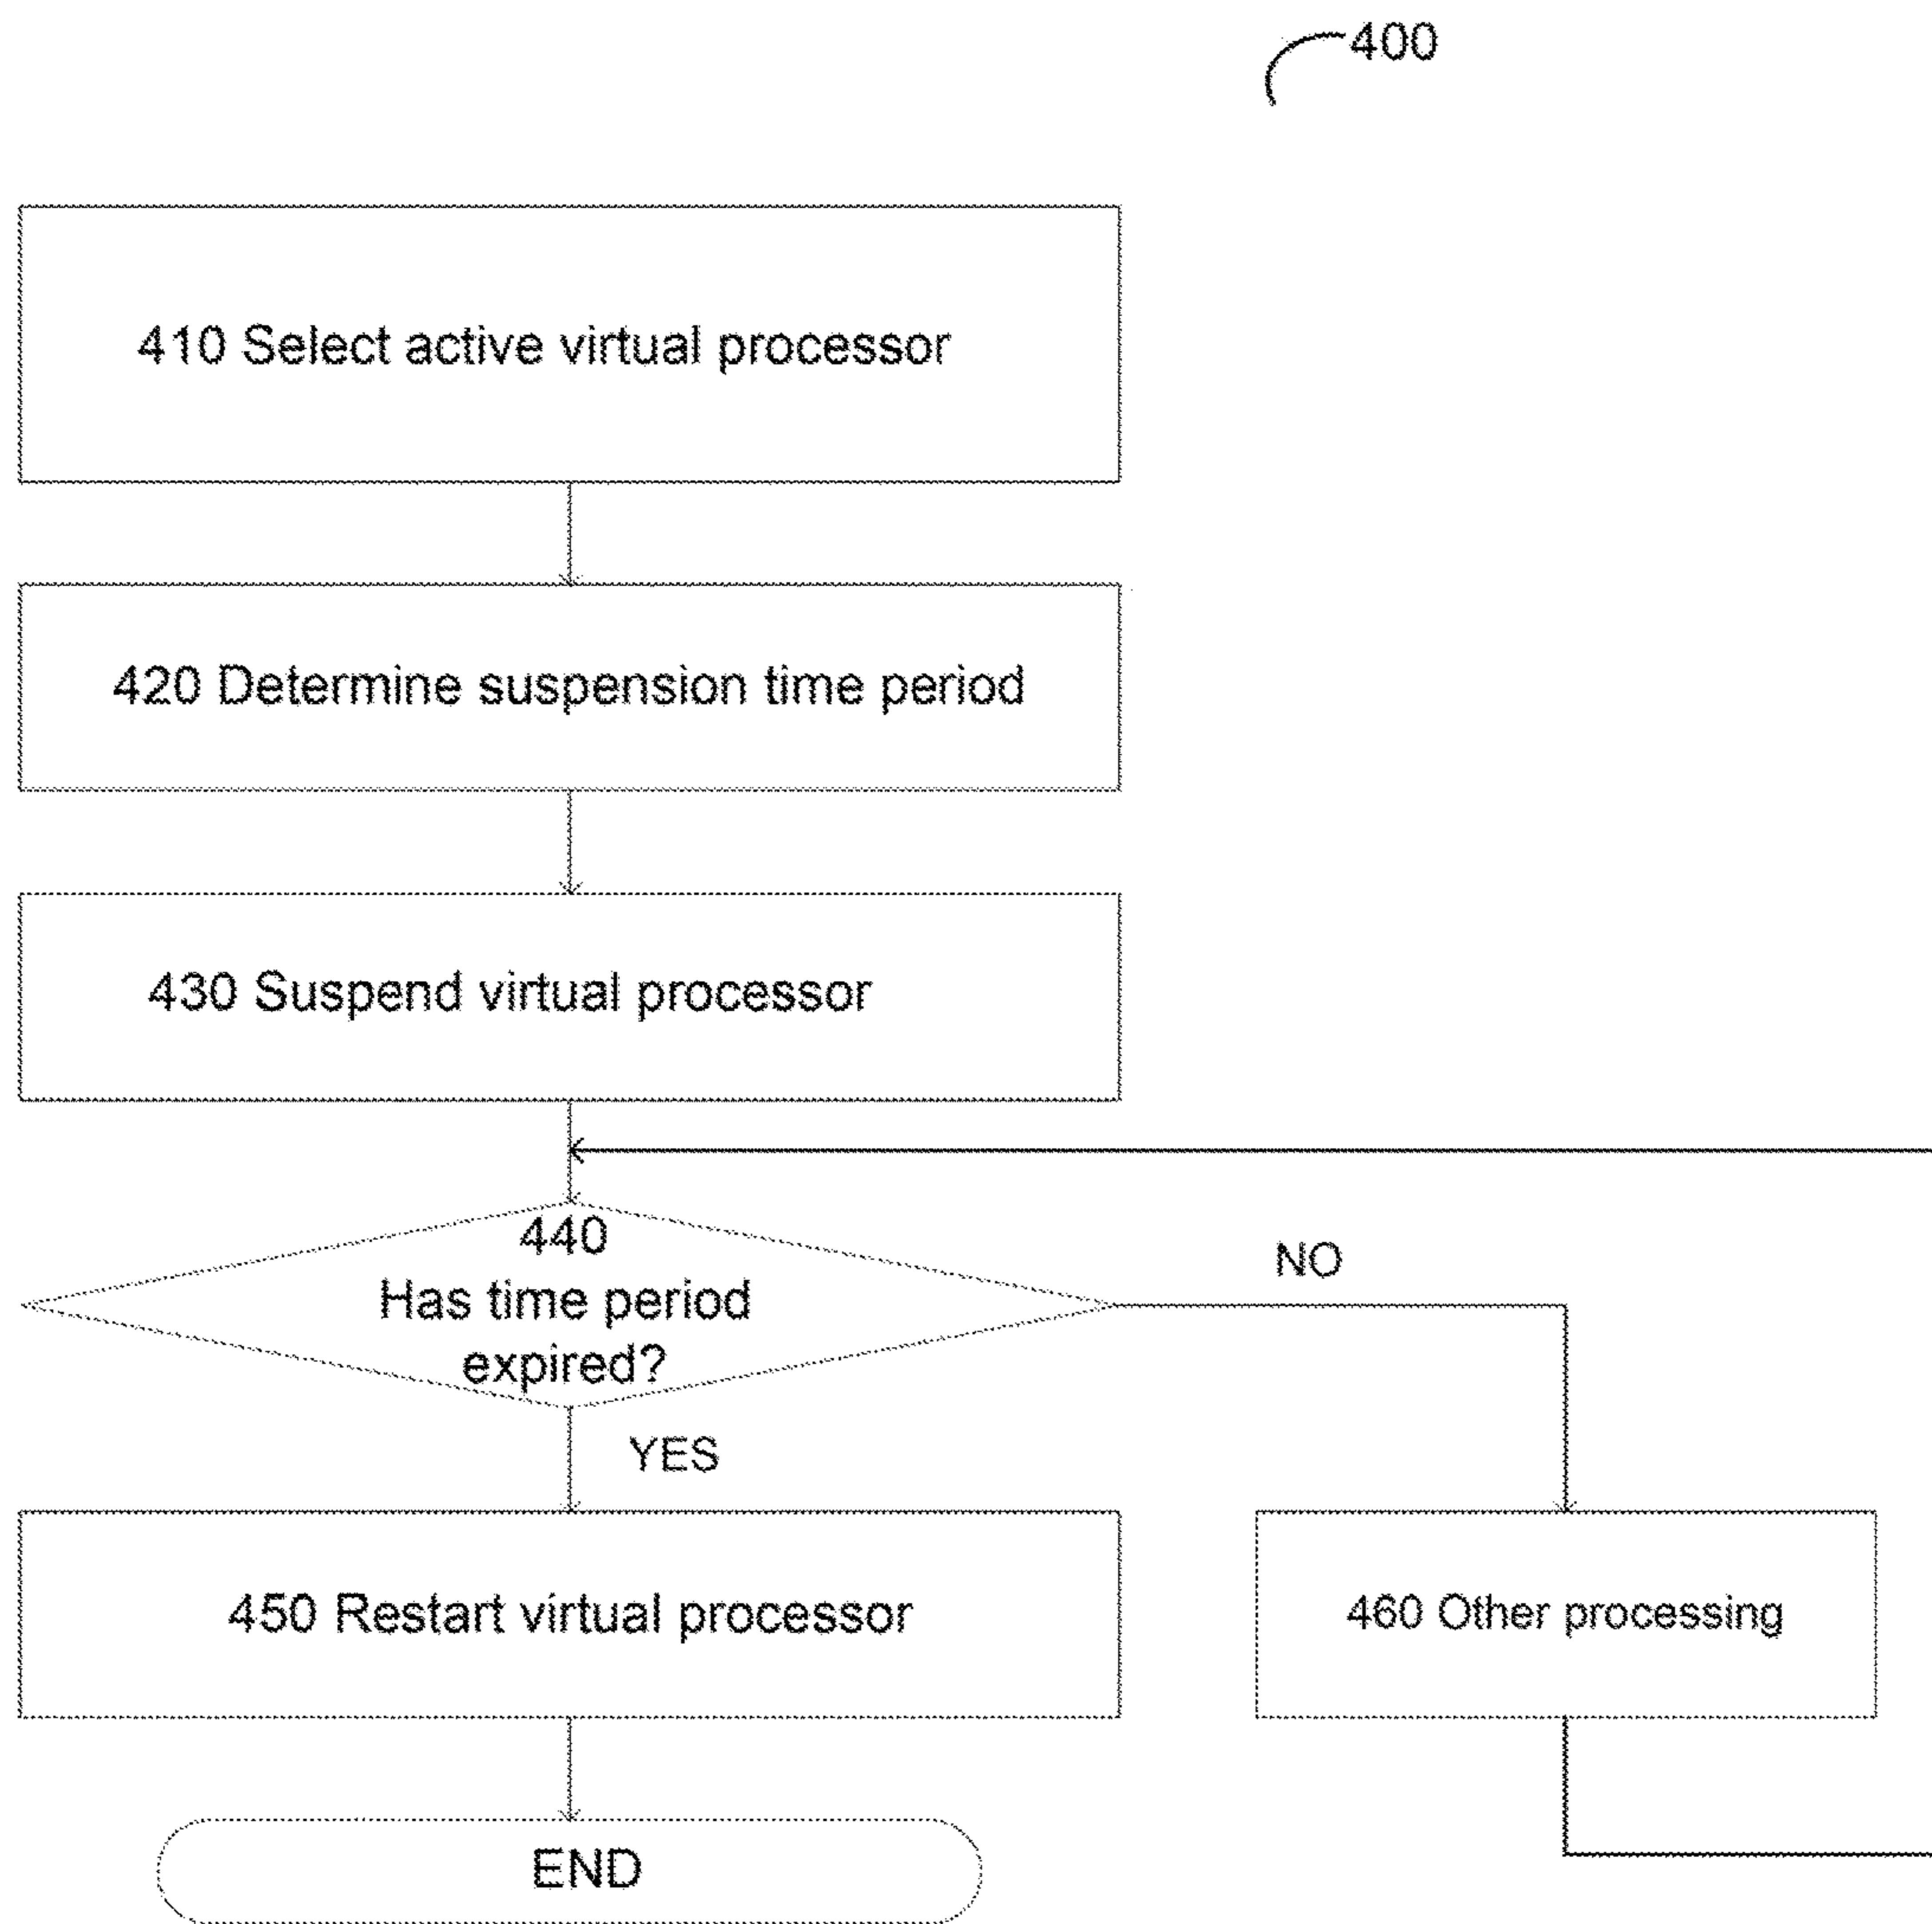 400
410 Select active virtual processor
420 Determine suspension time period
430 Suspend virtual processor
440
Has time period
expired?
NO
YES
450 Restart virtual processor
460 Other processing
END